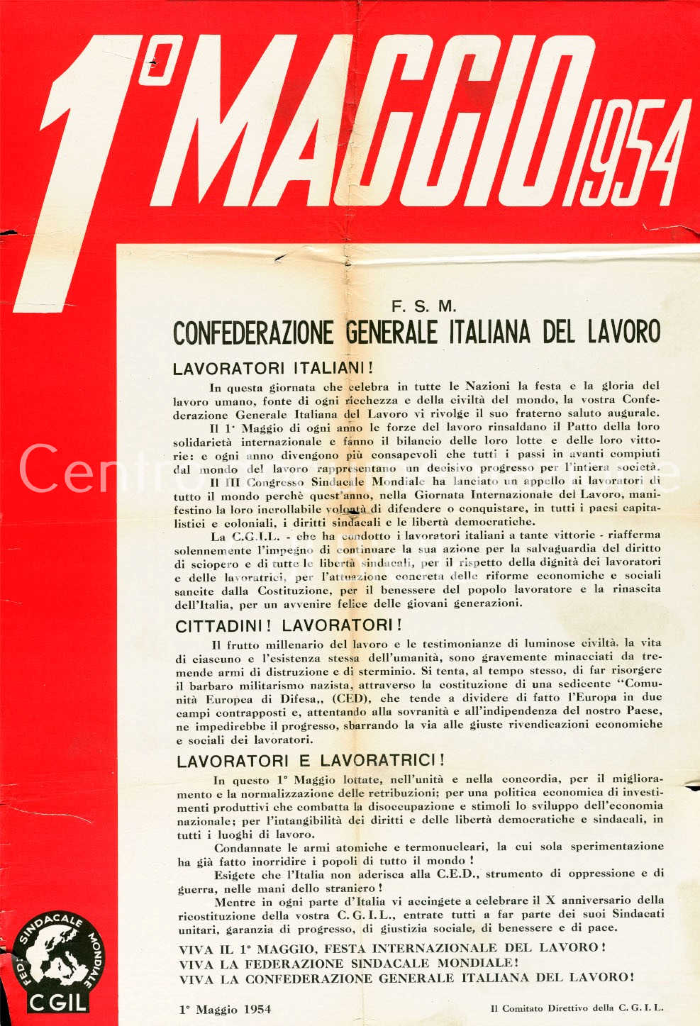 1º MAGGIO 1954
F. S. M.
CONFEDERAZIONE GENERALE ITALIANA DEL LAVORO
LAVORATORI ITALIANI !
In questa giornata che celebra in tutte le Nazioni la festa e la gloria del
lavoro umano, fonte di ogni ricchezza e della civiltà del mondo, la vostra Confe-
derazione Generale Italiana del Lavoro vi rivolge il suo fraterno saluto augurale.
Il 1º Maggio di ogni anno le forze del lavoro rinsaldano il Patto della loro
solidarietà internazionale e fanno il bilancio delle loro lotte e delle loro vitto-
rie: e ogni anno divengono più consapevoli che tutti i passi in avanti compiuti
dal mondo del lavoro rappresentano un decisivo progresso per l'intiera società.
Il III Congresso Sindacale Mondiale ha lanciato un appello ai lavoratori di
tutto il mondo perchè quest'anno, nella Giornata Internazionale del Lavoro, mani-
festino la loro incrollabile volontà di difendere o conquistare, in tutti i paesi capita-
listici e coloniali, i diritti sindacali e le libertà democratiche.
La C.G.I.L. - che ha condotto i lavoratori italiani a tante vittorie - riafferma
solennemente l'impegno di continuare la sua azione per la salvaguardia del diritto
di sciopero e di tutte le libertà sindacali, per il rispetto della dignità dei lavoratori
e delle lavoratrici, per l'attuazione concreta delle riforme economiche e sociali
sancite dalla Costituzione, per il benessere del popolo lavoratore e la rinascita
dell'Italia, per un avvenire felice delle giovani generazioni.
CITTADINI ! LAVORATORI !
Il frutto millenario del lavoro e le testimonianze di luminose civiltà, la vita
di ciascuno e l'esistenza stessa dell'umanità, sono gravemente minacciati da tre-
mende armi di distruzione e di sterminio. Si tenta, al tempo stesso, di far risorgere
il barbaro militarismo nazista, attraverso la costituzione di una sedicente "Comu-
nità Europea di Difesa,, (CED), che tende a dividere di fatto l'Europa in due
campi contrapposti e, attentando alla sovranità e all'indipendenza del nostro Paese,
ne impedirebbe il progresso, sbarrando la via alle giuste rivendicazioni economiche
e sociali dei lavoratori.
LAVORATORI E LAVORATRICI !
In questo 1º Maggio lottate, nell'unità e nella concordia, per il migliora-
mento e la normalizzazione delle retribuzioni; per una politica economica di investi-
menti produttivi che combatta la disoccupazione e stimoli lo sviluppo dell'economia
nazionale; per l'intangibilità dei diritti e delle libertà democratiche e sindacali, in
tutti i luoghi di lavoro.
Condannate le armi atomiche e termonucleari, la cui sola sperimentazione
ha già fatto inorridire i popoli di tutto il mondo !
Esigete che l'Italia non aderisca alla C.E.D., strumento di oppressione e di
guerra, nelle mani dello straniero !
Mentre in ogni parte d'Italia vi accingete a celebrare il X anniversario della
ricostituzione della vostra C.G.I.L., entrate tutti a far parte dei suoi Sindacati
unitari, garanzia di progresso, di giustizia sociale, di benessere e di pace.
VIVA IL 1º MAGGIO, FESTA INTERNAZIONALE DEL LAVORO !
VIVA LA FEDERAZIONE SINDACALE MONDIALE!
VIVA LA CONFEDERAZIONE GENERALE ITALIANA DEL LAVORO!
1º Maggio 1954
Il Comitato Direttivo della C.G.I.L.
FED. SINDACALE MONDIALE
CGIL